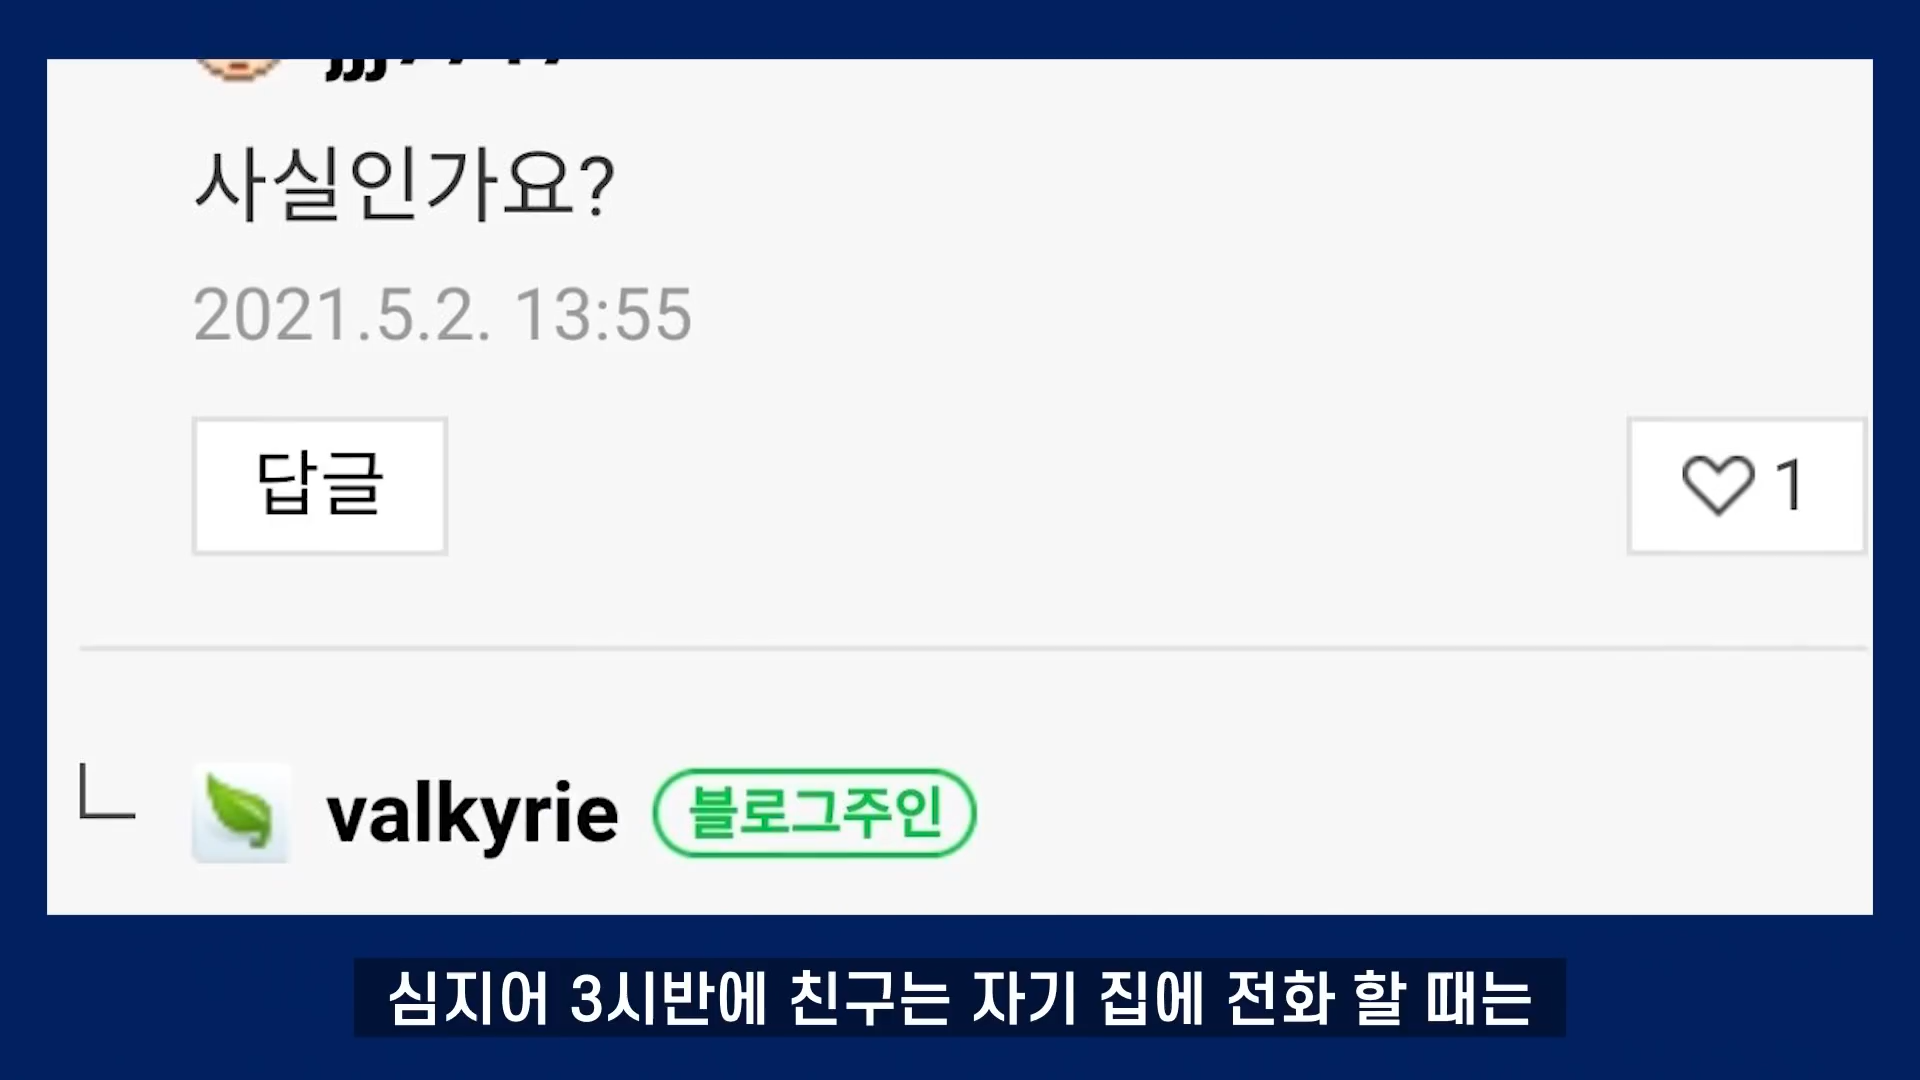 사실인가요?
2021.5.2. 13:55
답글
1
valkyrie 블로그주인
심지어 3시반에 친구는 자기 집에 전화 할 때는